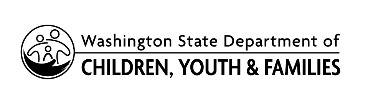 Washington State Department of
CHILDREN, YOUTH & FAMILIES